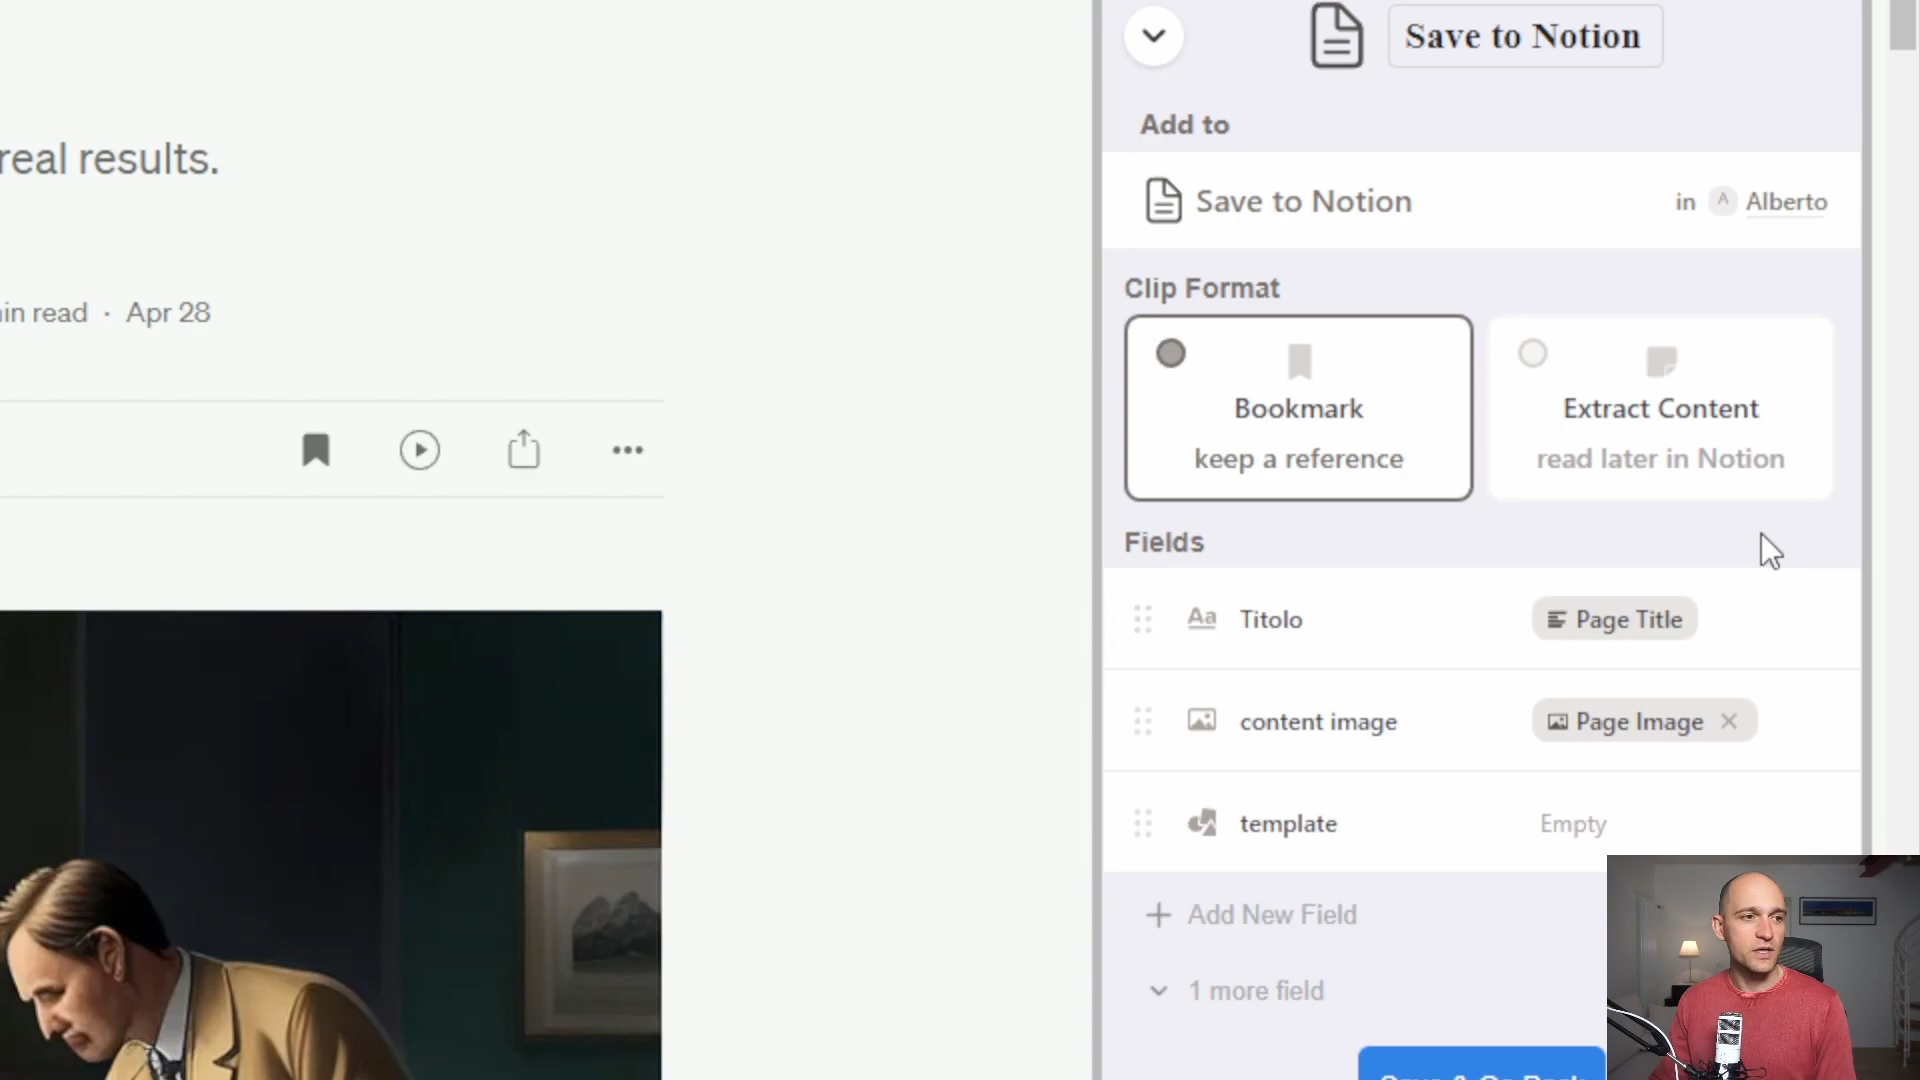 real results.
in read · Apr 28
Save to Notion
Add to
Save to Notion
in A Alberto
Clip Format
Bookmark
keep a reference
Extract Content
read later in Notion
Fields
Aa Titolo
Page Title
content image
Page Image
template
Empty
Add New Field
1 more field